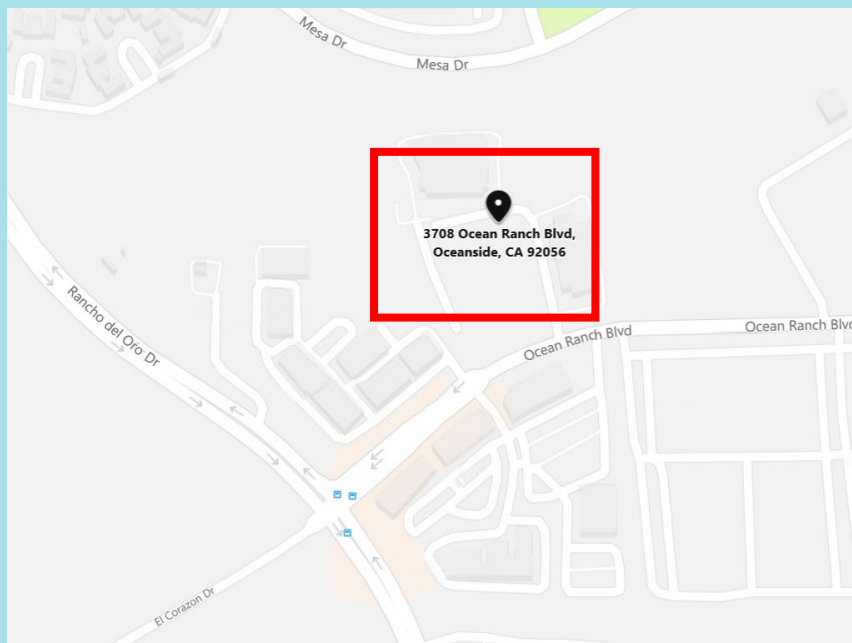 Mesa Dr
Mesa Dr
3708 Ocean Ranch Blvd,
Oceanside, CA 92056
Rancho del Oro Dr
Ocean Ranch Blvd
Ocean Ranch Blvd
El Corazon Dr